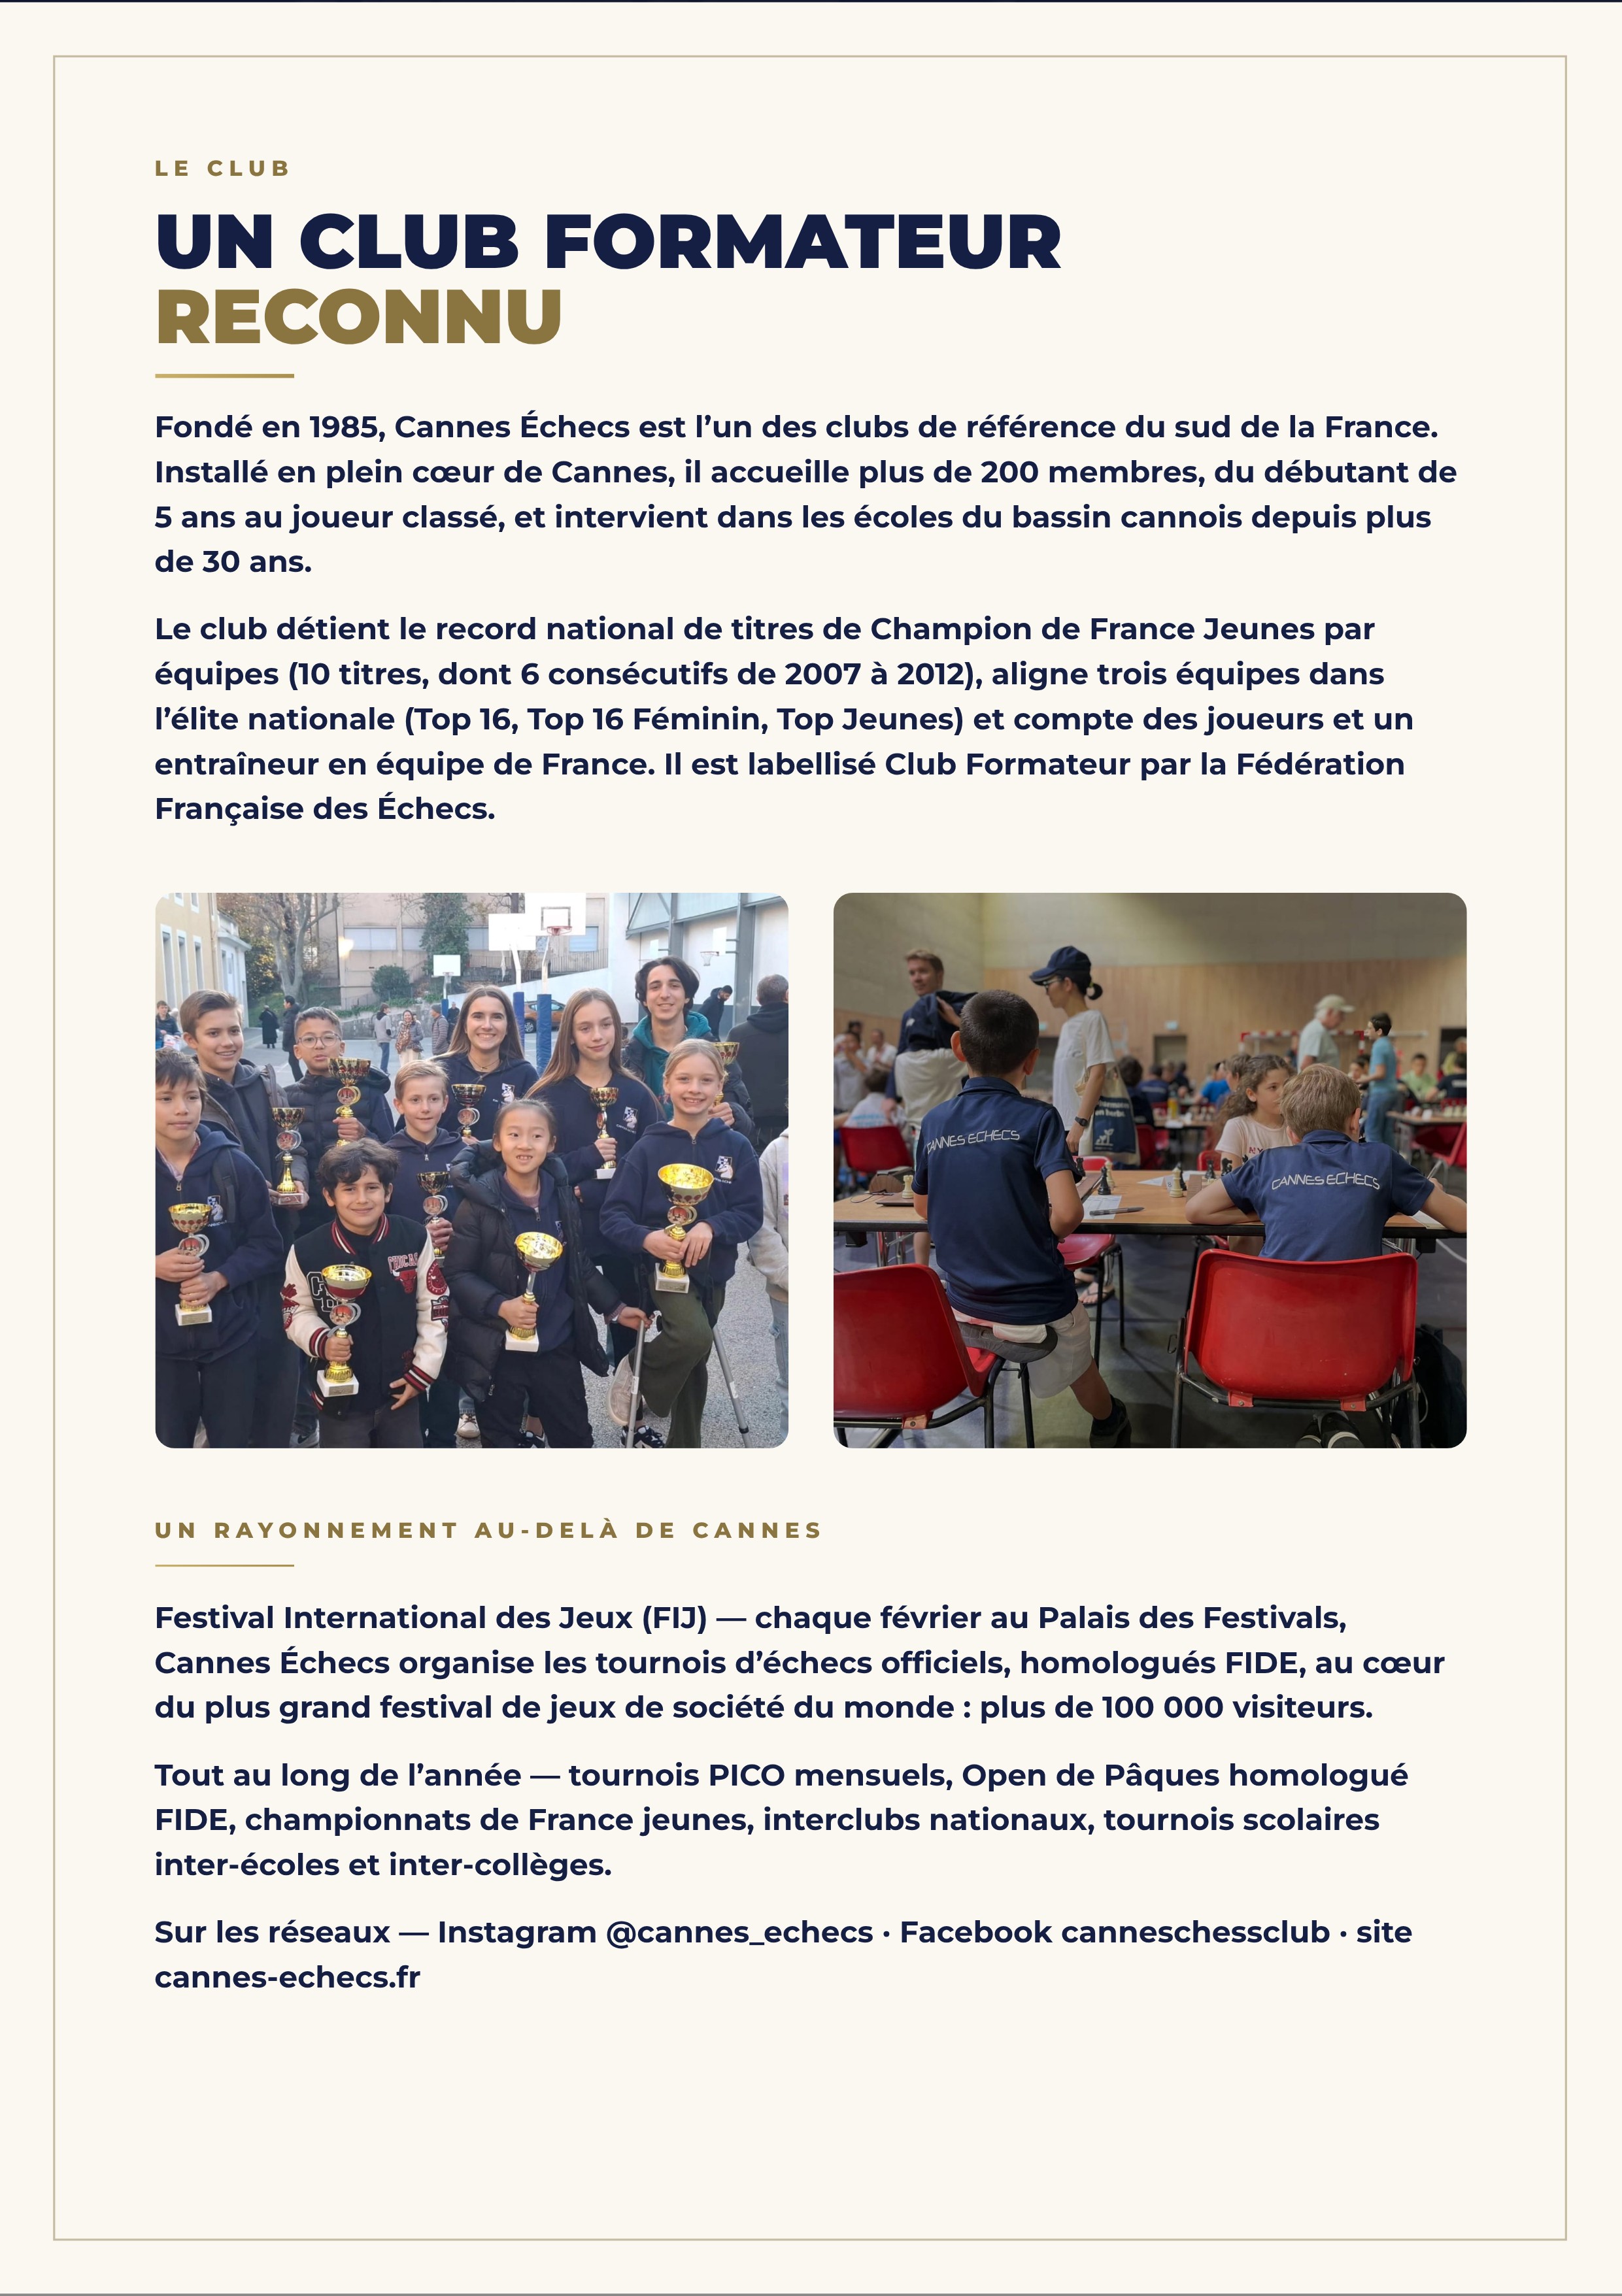 LE CLUB
UN CLUB FORMATEUR
RECONNU
Fondé en 1985, Cannes Échecs est l’un des clubs de référence du sud de la France.
Installé en plein cœur de Cannes, il accueille plus de 200 membres, du débutant de
5 ans au joueur classé, et intervient dans les écoles du bassin cannois depuis plus
de 30 ans.
Le club détient le record national de titres de Champion de France Jeunes par
équipes (10 titres, dont 6 consécutifs de 2007 à 2012), aligne trois équipes dans
l’élite nationale (Top 16, Top 16 Féminin, Top Jeunes) et compte des joueurs et un
entraîneur en équipe de France. Il est labellisé Club Formateur par la Fédération
Française des Échecs.
CANNES ECHECS
CANNES ECHECS
UN RAYONNEMENT AU-DELÀ DE CANNES
Festival International des Jeux (FIJ) — chaque février au Palais des Festivals,
Cannes Échecs organise les tournois d’échecs officiels, homologués FIDE, au cœur
du plus grand festival de jeux de société du monde : plus de 100 000 visiteurs.
Tout au long de l’année — tournois PICO mensuels, Open de Pâques homologué
FIDE, championnats de France jeunes, interclubs nationaux, tournois scolaires
inter-écoles et inter-collèges.
Sur les réseaux — Instagram @cannes_echecs · Facebook canneschessclub · site
cannes-echecs.fr